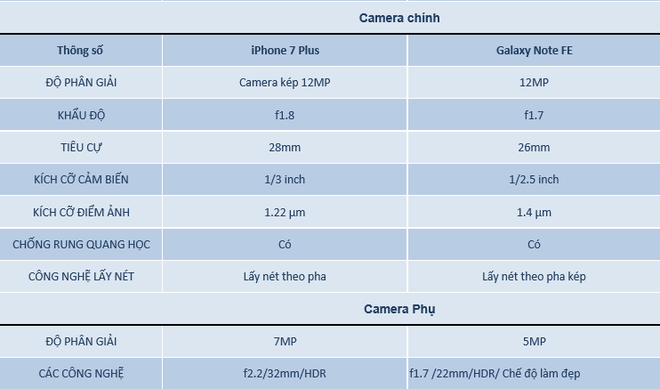 Camera chính
Thông số iPhone 7 Plus Galaxy Note FE
ĐỘ PHÂN GIẢI Camera kép 12MP 12MP
KHẨU ĐỘ f1.8 f1.7
TIÊU CỰ 28mm 26mm
KÍCH CỠ CẢM BIẾN 1/3 inch 1/2.5 inch
KÍCH CỠ ĐIỂM ẢNH 1.22 µm 1.4 µm
CHỐNG RUNG QUANG HỌC Có Có
CÔNG NGHỆ LẤY NÉT Lấy nét theo pha Lấy nét theo pha kép
Camera Phụ
ĐỘ PHÂN GIẢI 7MP 5MP
CÁC CÔNG NGHỆ f2.2/32mm/HDR f1.7 /22mm/HDR/ Chế độ làm đẹp